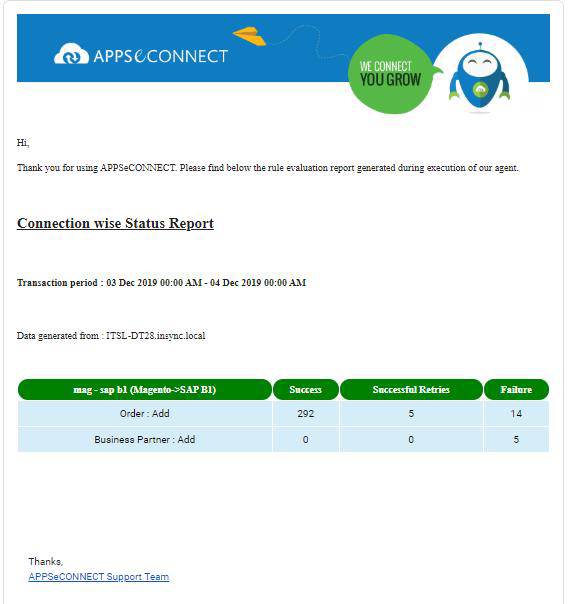 APPSeCONNECT
WE CONNECT
YOU GROW
Hi,
Thank you for using APPSeCONNECT. Please find below the rule evaluation report generated during execution of our agent.
Connection wise Status Report
Transaction period : 03 Dec 2019 00:00 AM - 04 Dec 2019 00:00 AM
Data generated from : ITSL-DT28.insync.local
mag - sap b1 (Magento->SAP B1) Success Successful Retries Failure
Order : Add 292 5 14
Business Partner : Add 0 0 5
Thanks,
APPSeCONNECT Support Team